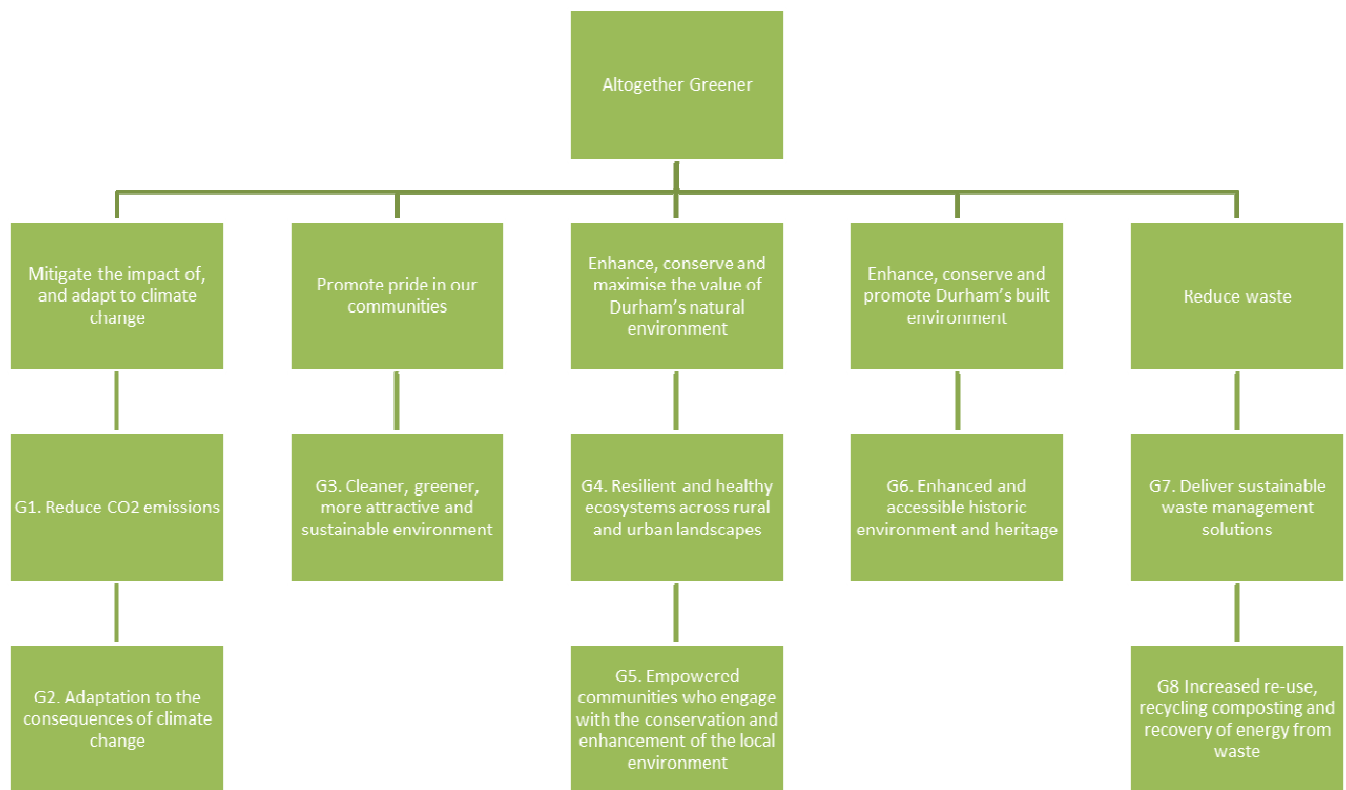 Altogether Greener
Mitigate the impact of,
and adapt to climate
change
Promote pride in our
communities
Enhance, conserve and
maximise the value of
Durham's natural
environment
Enhance, conserve and
promote Durham's built
environment
Reduce waste
G1. Reduce CO2 emissions
G3. Cleaner, greener,
more attractive and
sustainable environment
G4. Resilient and healthy
ecosystems across rural
and urban landscapes
G6. Enhanced and
accessible historic
environment and heritage
G7. Deliver sustainable
waste management
solutions
G2. Adaptation to the
consequences of climate
change
G5. Empowered
communities who engage
with the conservation and
enhancement of the local
environment
G8 Increased re-use,
recycling composting and
recovery of energy from
waste